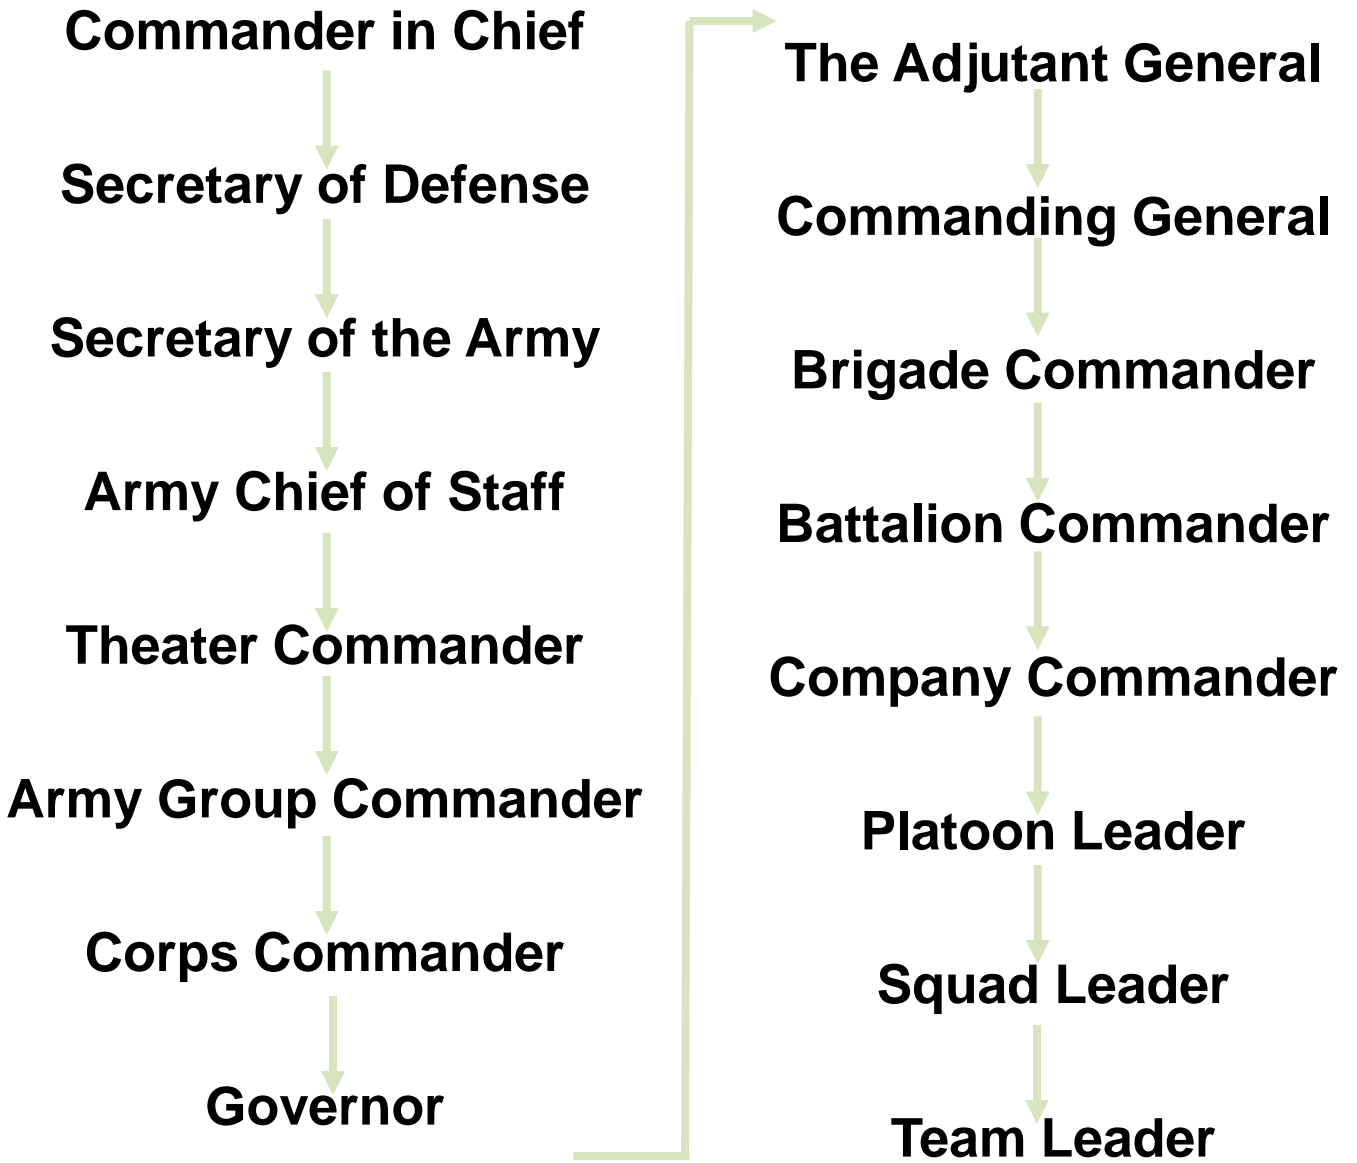 Commander in Chief
Secretary of Defense
Secretary of the Army
Army Chief of Staff
Theater Commander
Army Group Commander
Corps Commander
Governor
The Adjutant General
Commanding General
Brigade Commander
Battalion Commander
Company Commander
Platoon Leader
Squad Leader
Team Leader